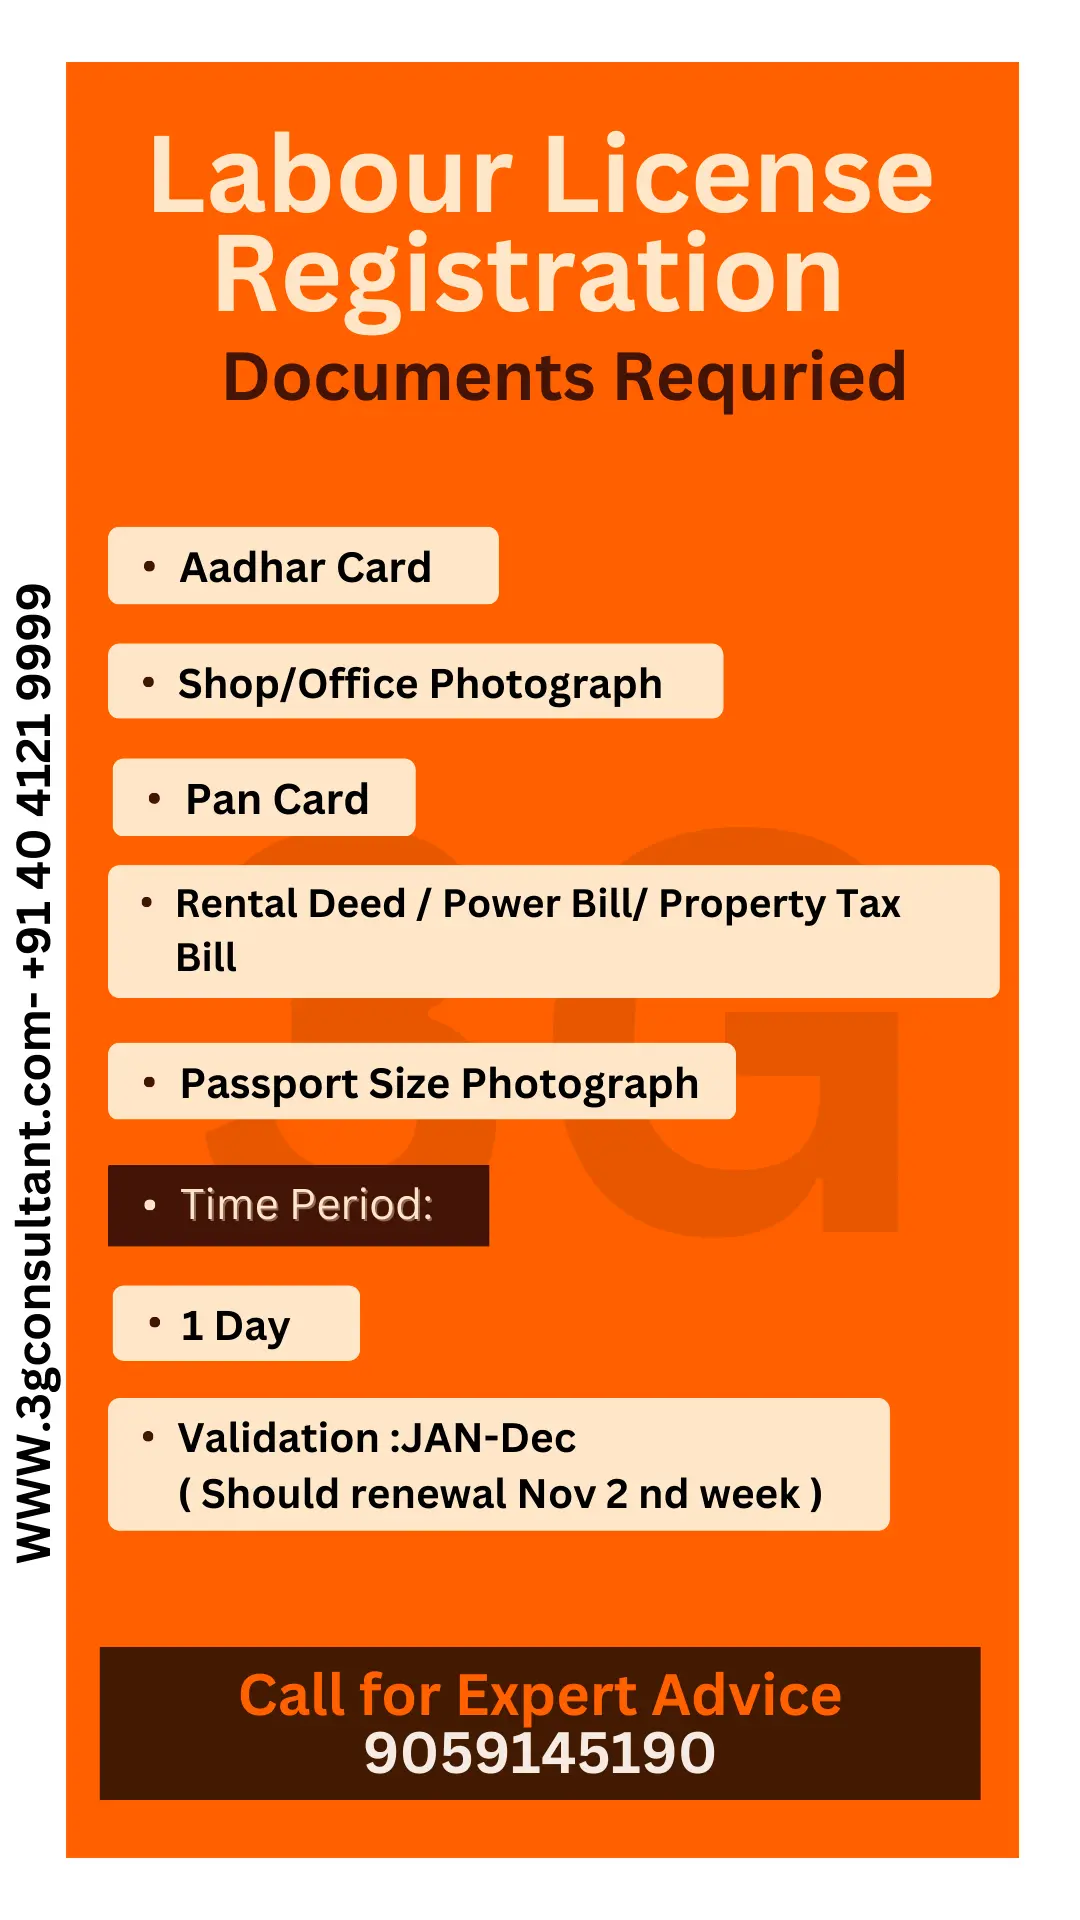 Labour License
Registration
Documents Requried
• Aadhar Card
• Shop/Office Photograph
• Pan Card
• Rental Deed / Power Bill/ Property Tax
Bill
• Passport Size Photograph
• Time Period:
• 1 Day
• Validation :JAN-Dec
( Should renewal Nov 2 nd week )
Call for Expert Advice
9059145190
www.3gconsultant.com- +91 40 4121 9999
3G